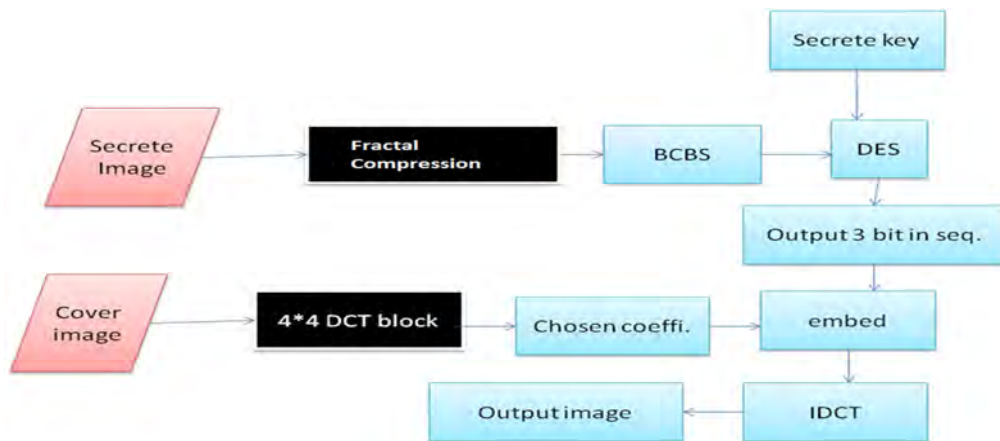 Secrete key
Secrete
Image
Fractal
Compression
BCBS
DES
Output 3 bit in seq.
Cover
image
4*4 DCT block
Chosen coeffi.
embed
Output image
IDCT